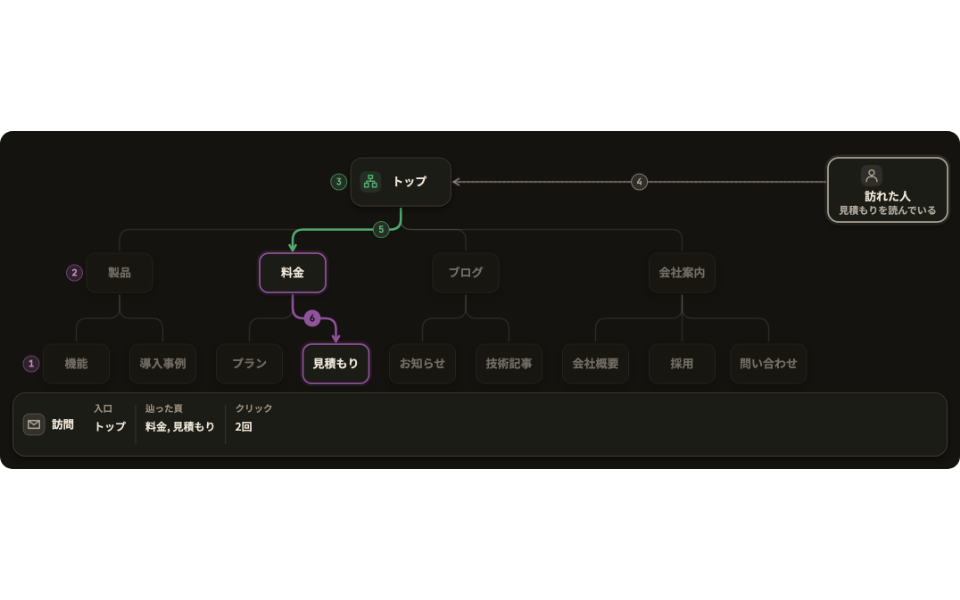 3
トップ
4
訪れた人
見積もりを読んでいる
5
2
製品
料金
ブログ
会社案内
6
1
機能
導入事例
プラン
見積もり
お知らせ
技術記事
会社概要
採用
問い合わせ
訪問
入口
トップ
辿った頁
料金, 見積もり
クリック
2回